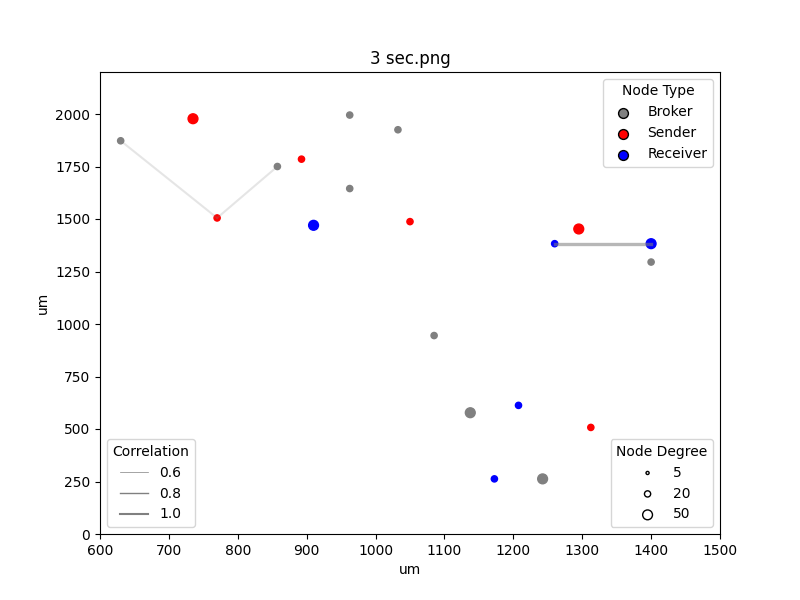 3 sec.png
Node Type
Broker
Sender
Receiver
um
2000
1750
1500
1250
1000
750
500
250
0
Correlation
0.6
0.8
1.0
Node Degree
5
20
50
600 700 800 900 1000 1100 1200 1300 1400 1500
um